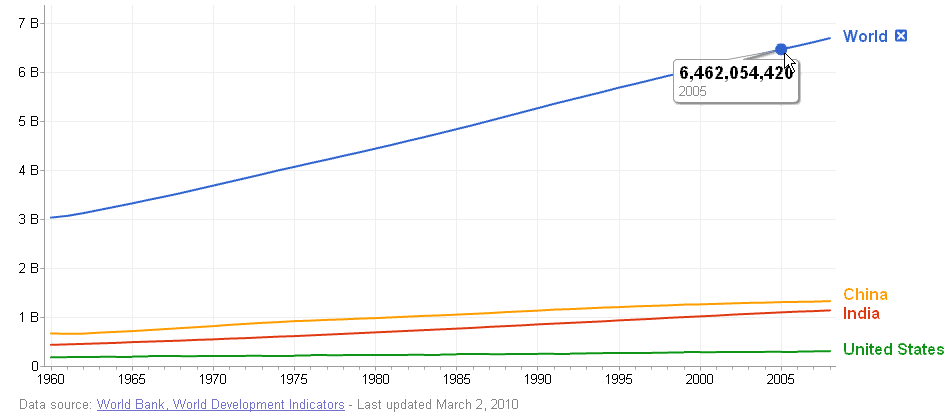 7 B
World
6 B
6,462,054,420
2005
5 B
4 B
3 B
2 B
China
1 B
India
United States
0
1960 1965 1970 1975 1980 1985 1990 1995 2000 2005
Data source: World Bank, World Development Indicators - Last updated March 2, 2010